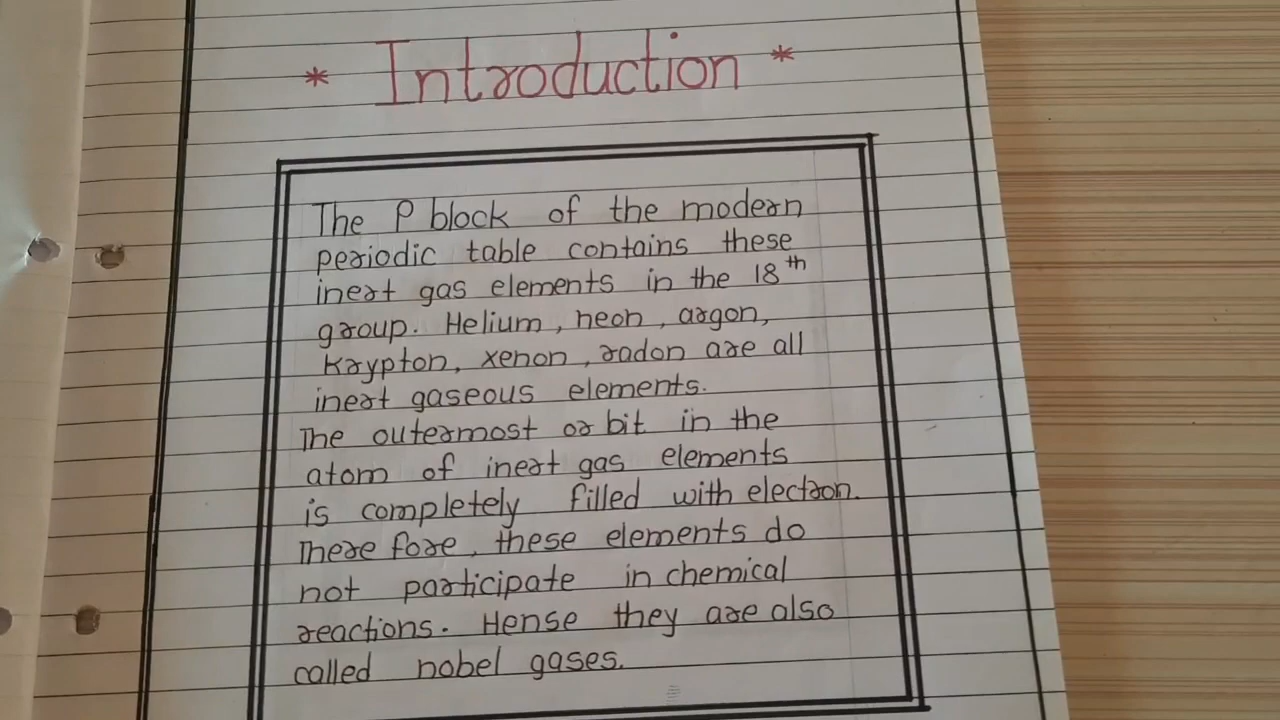 * Introduction *
The P block of the modern
periodic table contains these
inert gas elements in the 18th
group. Helium, neon, argon,
Krypton, xenon, radon are all
inert gaseous elements.
The outermost or bit in the
atom of inert gas elements
is completely filled with electron.
There fore, these elements do
not participate in chemical
reactions. Hense they are also
called nobel gases.